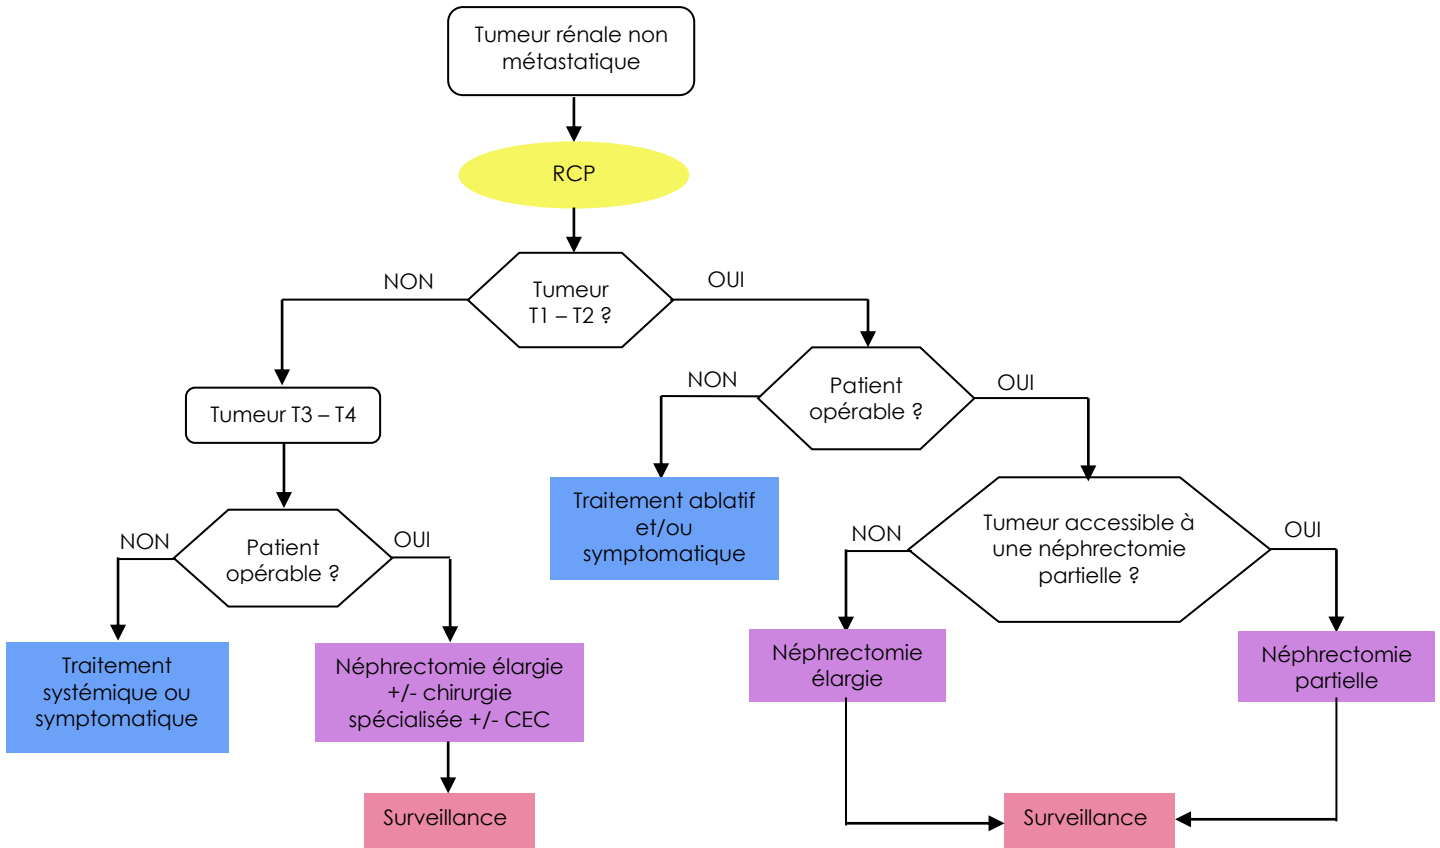 Tumeur rénale non
métastatique
RCP
NON
OUI
Tumeur
T1 – T2 ?
NON
OUI
Patient
opérable ?
Tumeur T3 – T4
Traitement ablatif
et/ou
symptomatique
NON
OUI
Tumeur accessible à
une néphrectomie
partielle ?
NON
OUI
Patient
opérable ?
Traitement
systémique ou
symptomatique
Néphrectomie élargie
+/- chirurgie
spécialisée +/- CEC
Néphrectomie
élargie
Néphrectomie
partielle
Surveillance
Surveillance